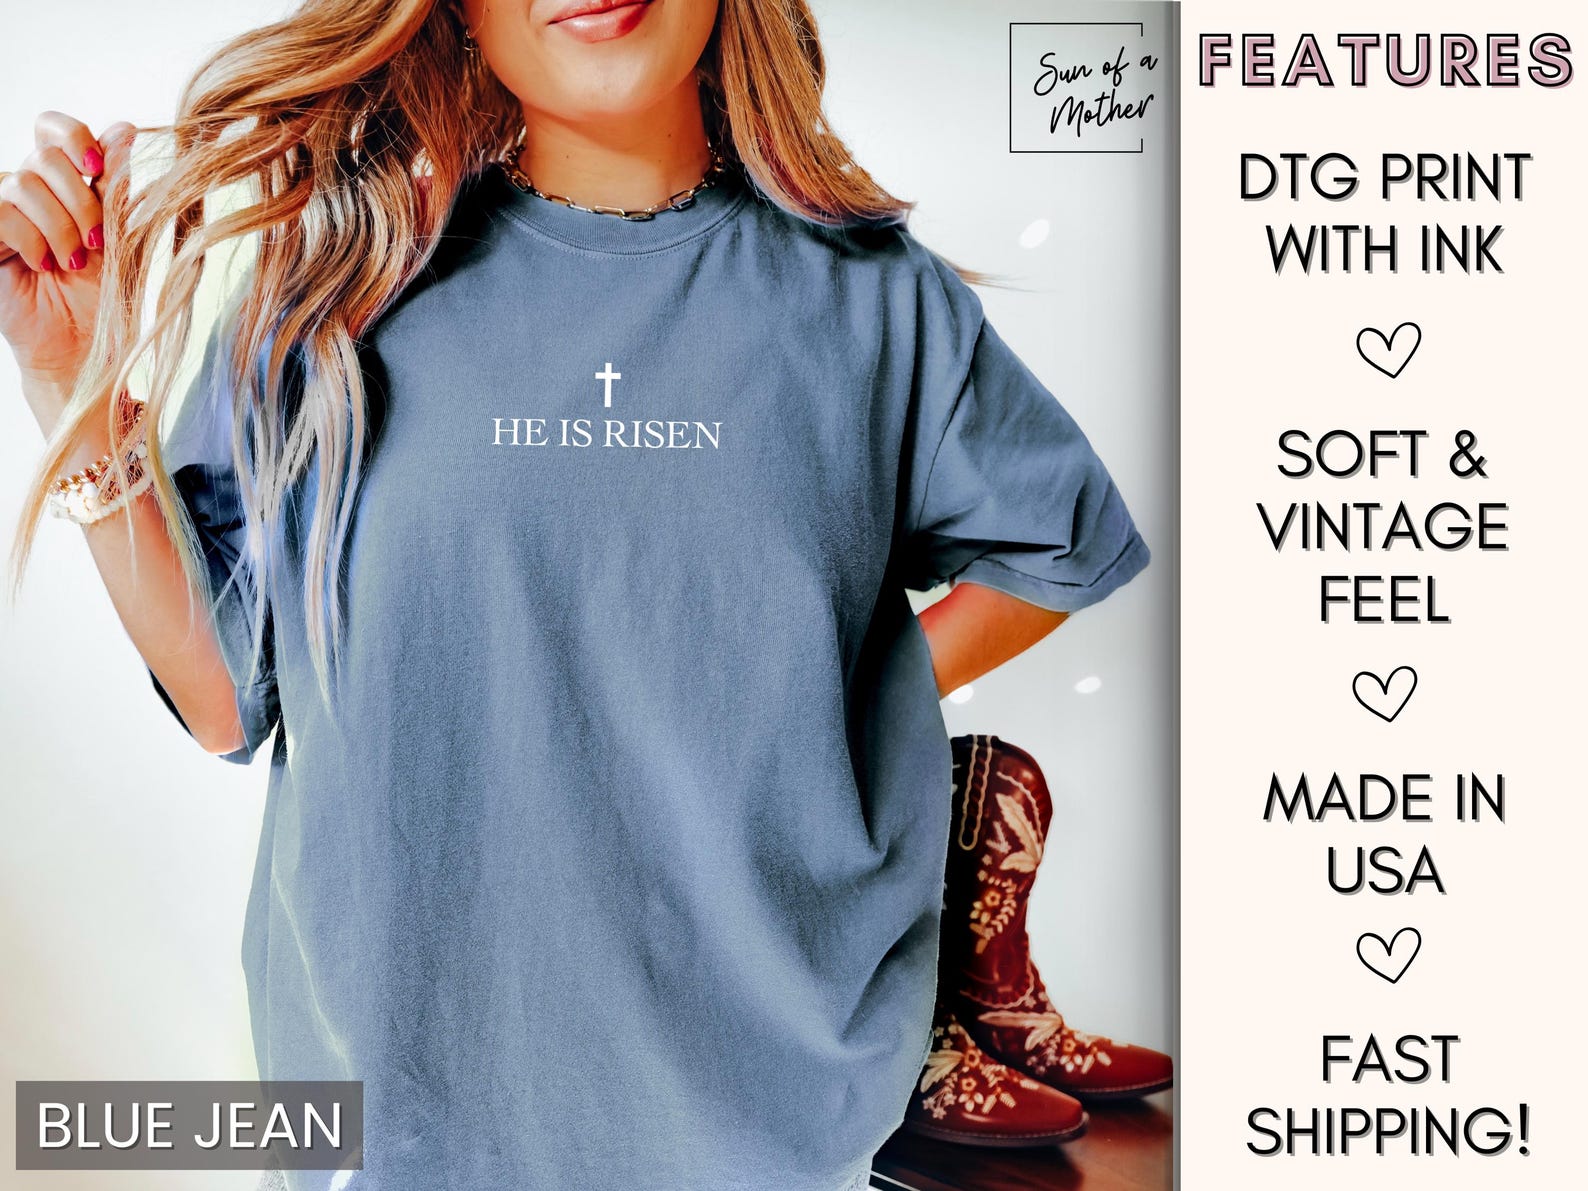 Sun of a
Mother
HE IS RISEN
BLUE JEAN
FEATURES
DTG PRINT
WITH INK
SOFT &
VINTAGE
FEEL
MADE IN
USA
FAST
SHIPPING!